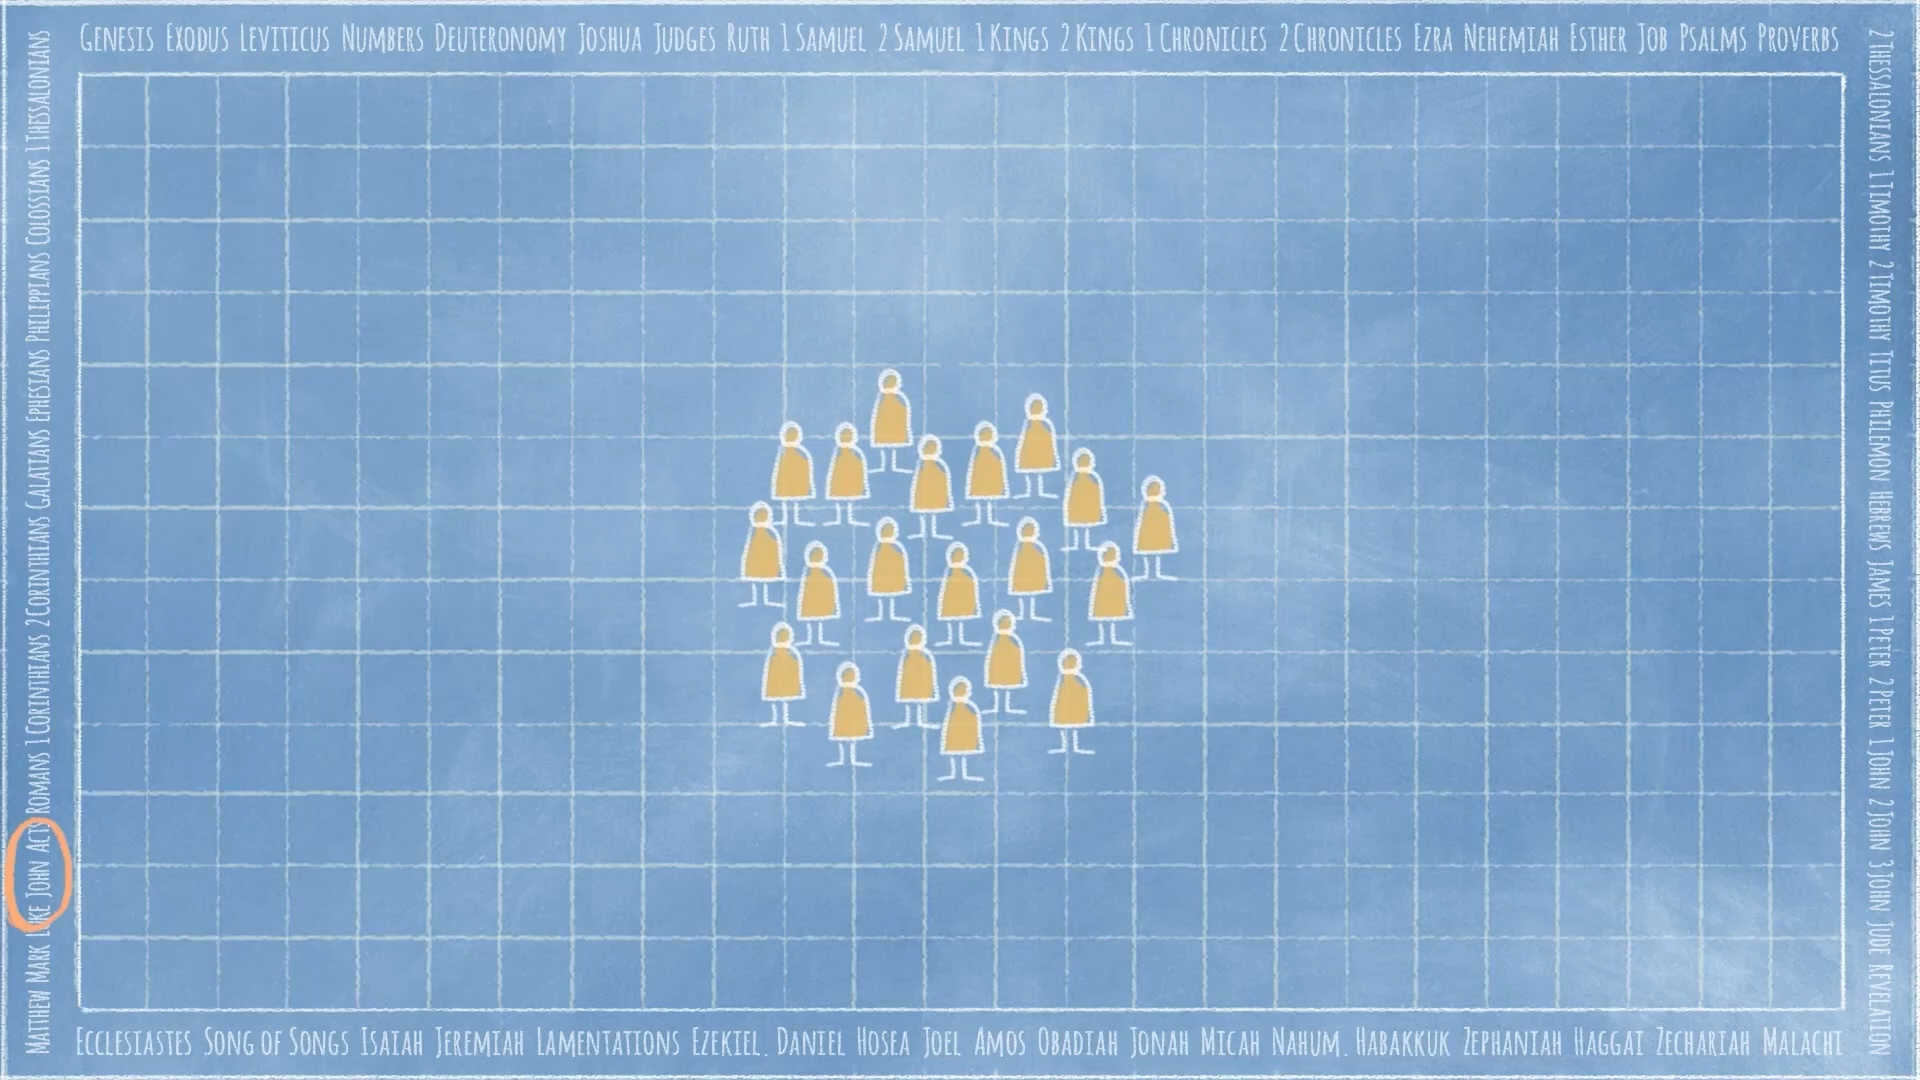 Genesis Exodus Leviticus Numbers Deuteronomy Joshua Judges Ruth 1 Samuel 2 Samuel 1 Kings 2 Kings 1 Chronicles 2 Chronicles Ezra Nehemiah Esther Job Psalms Proverbs
Ecclesiastes Song of Songs Isaiah Jeremiah Lamentations Ezekiel. Daniel Hosea Joel Amos Obadiah Jonah Micah Nahum. Habakkuk Zephaniah Haggai Zechariah Malachi
Matthew Mark Luke John Acts Romans 1 Corinthians 2 Corinthians Galatians Ephesians Philippians Colossians 1 Thessalonians
2 Thessalonians 1 Timothy 2 Timothy Titus Philemon Hebrews James 1 Peter 2 Peter 1 John 2 John 3 John Jude Revelation